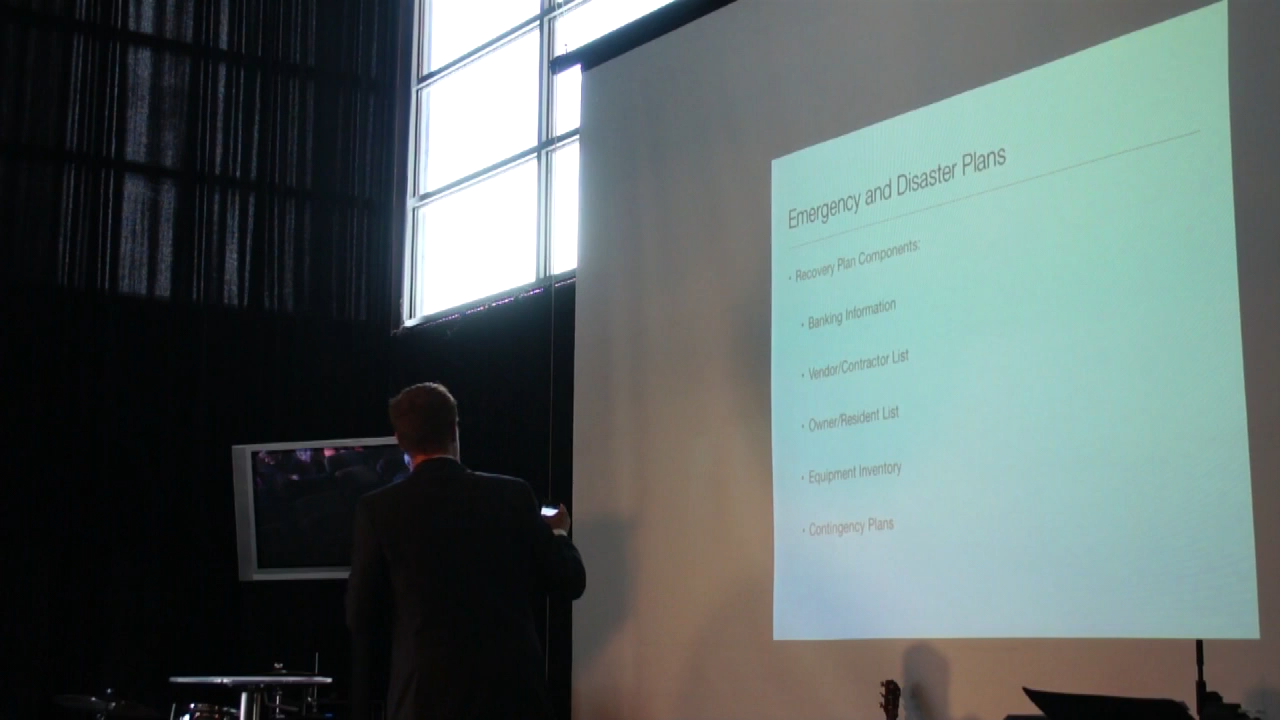 Emergency and Disaster Plans
• Recovery Plan Components:
• Banking Information
• Vendor/Contractor List
• Owner/Resident List
• Equipment Inventory
• Contingency Plans